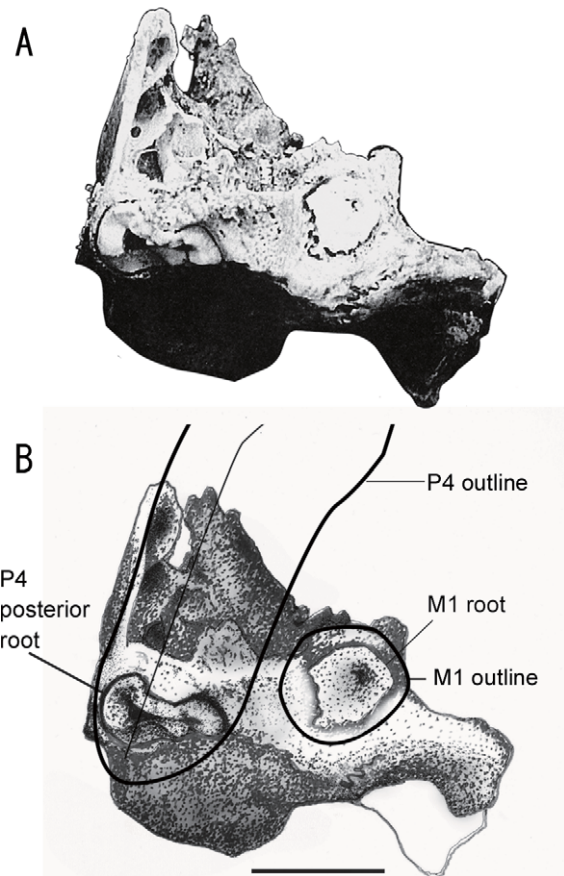 A
B
P4 outline
P4
posterior
root
M1 root
M1 outline